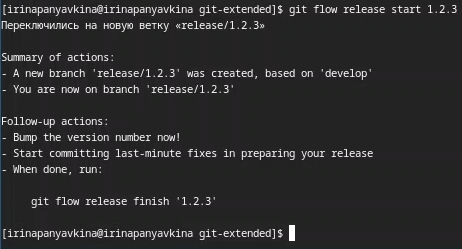 [irinapanyavkina@irinapanyavkina git-extended]$ git flow release start 1.2.3
Переключились на новую ветку «release/1.2.3»
Summary of actions:
- A new branch 'release/1.2.3' was created, based on 'develop'
- You are now on branch 'release/1.2.3'
Follow-up actions:
- Bump the version number now!
- Start committing last-minute fixes in preparing your release
- When done, run:
git flow release finish '1.2.3'
[irinapanyavkina@irinapanyavkina git-extended]$